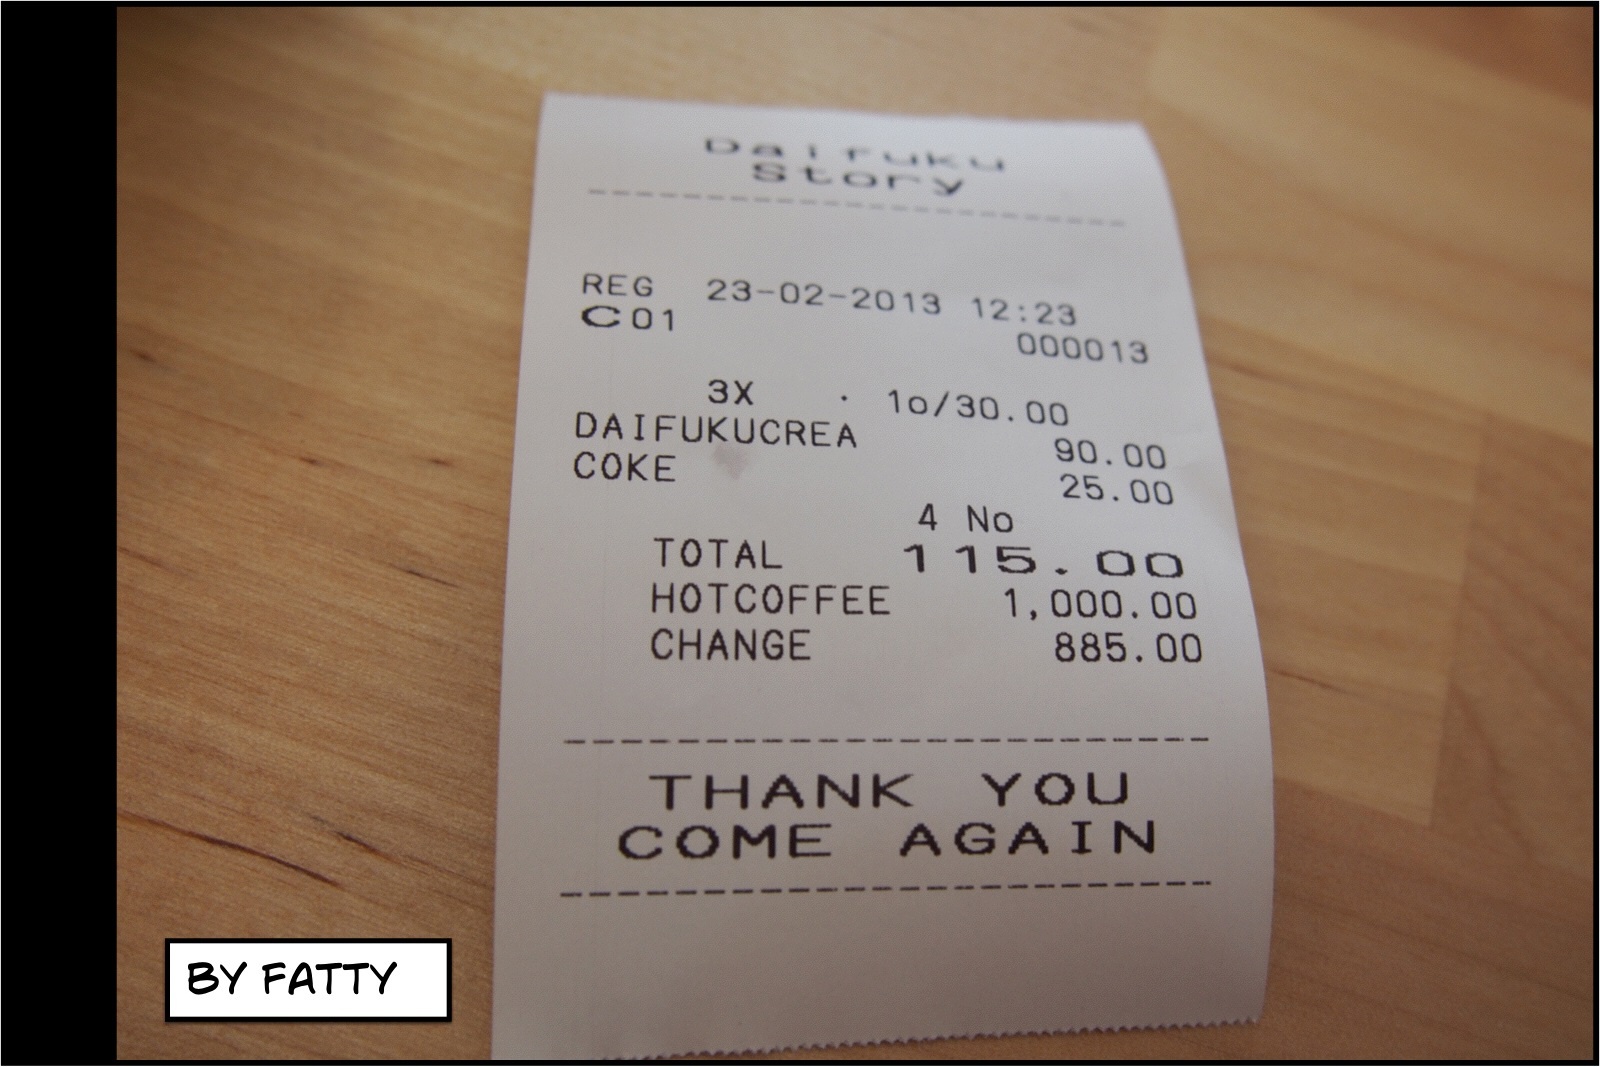 Daifuku
Story
REG 23-02-2013 12:23
C01 000013
3X . 1o/30.00
DAIFUKUCREA 90.00
COKE 25.00
4 No
TOTAL 115.00
HOTCOFFEE 1,000.00
CHANGE 885.00
THANK YOU
COME AGAIN
BY FATTY